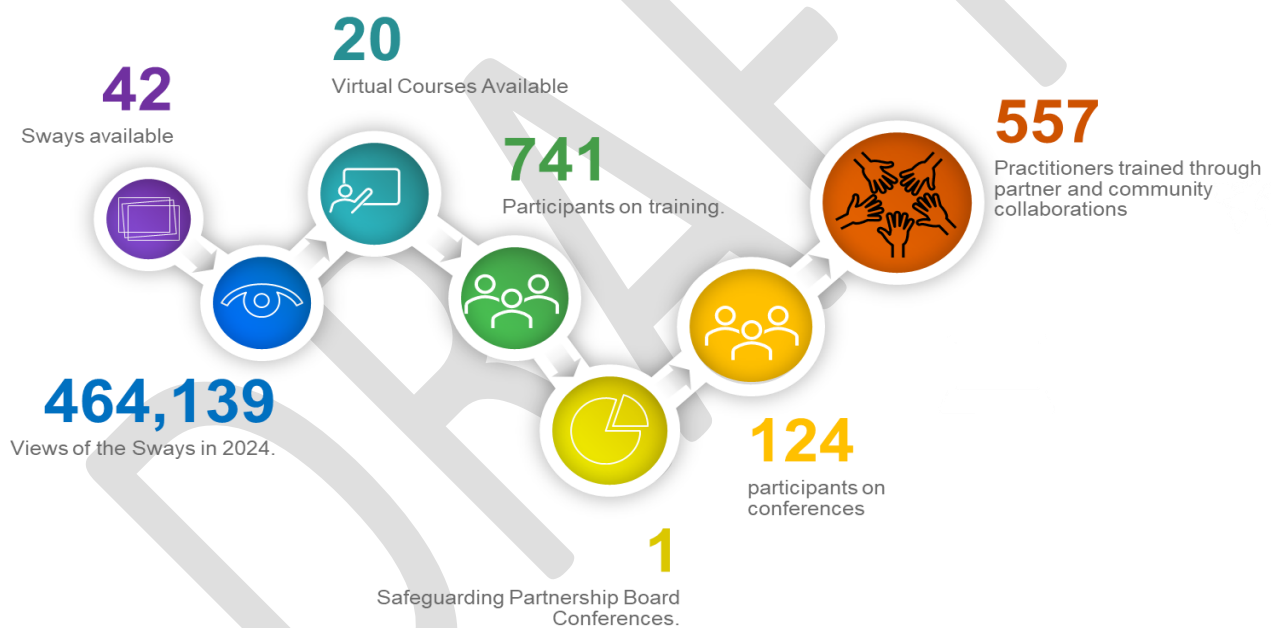 42
Sways available
464,139
Views of the Sways in 2024.
20
Virtual Courses Available
741
Participants on training.
1
Safeguarding Partnership Board
Conferences.
124
participants on
conferences
557
Practitioners trained through
partner and community
collaborations
DRAFT